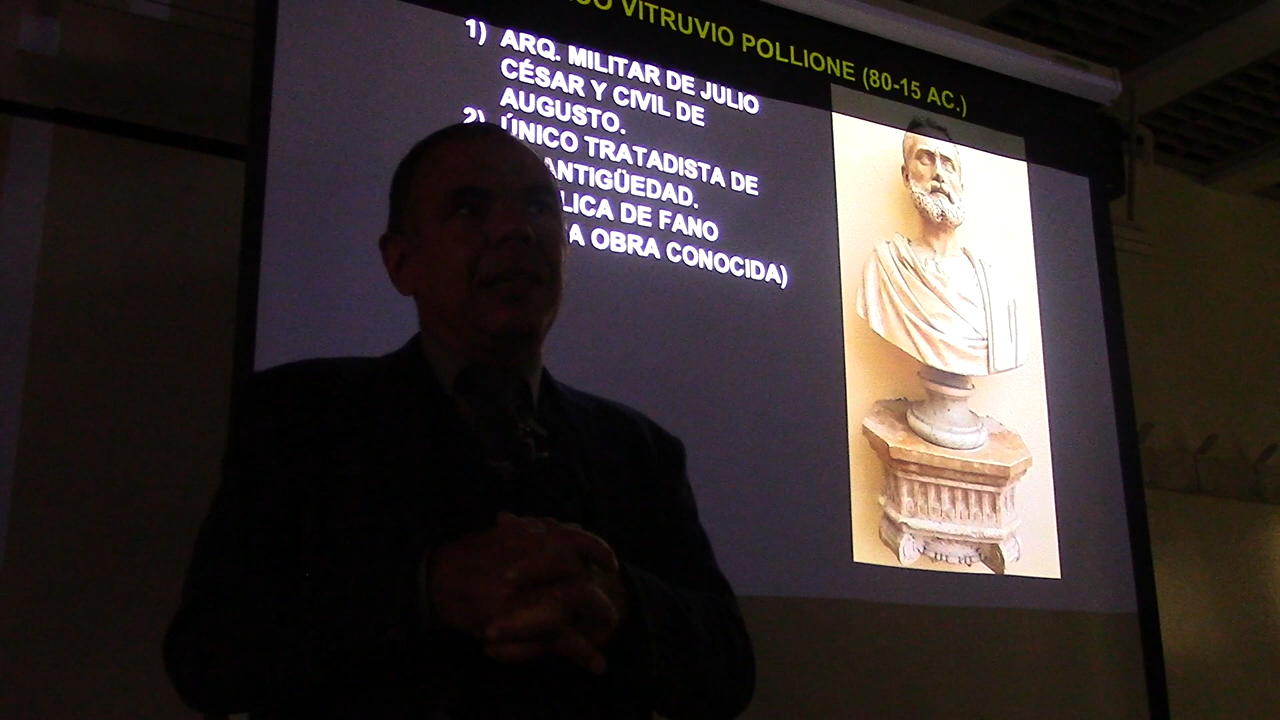 VITRUVIO POLLIONE (80-15 AC.)
1) ARQ. MILITAR DE JULIO
CÉSAR Y CIVIL DE
AUGUSTO.
2) ÚNICO TRATADISTA DE
ANTIGÜEDAD.
LICA DE FANO
A OBRA CONOCIDA)